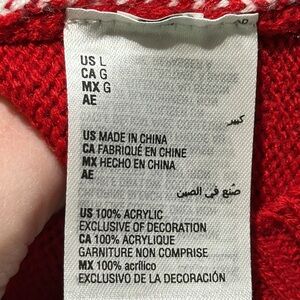 US L
CA G
MX G
AE
كبير
US MADE IN CHINA
CA FABRIQUÉ EN CHINE
MX HECHO EN CHINA
AE
صنع في الصين
US 100% ACRYLIC
EXCLUSIVE OF DECORATION
CA 100% ACRYLIQUE
GARNITURE NON COMPRISE
MX 100% acrílico
EXCLUSIVO DE LA DECORACIÓN